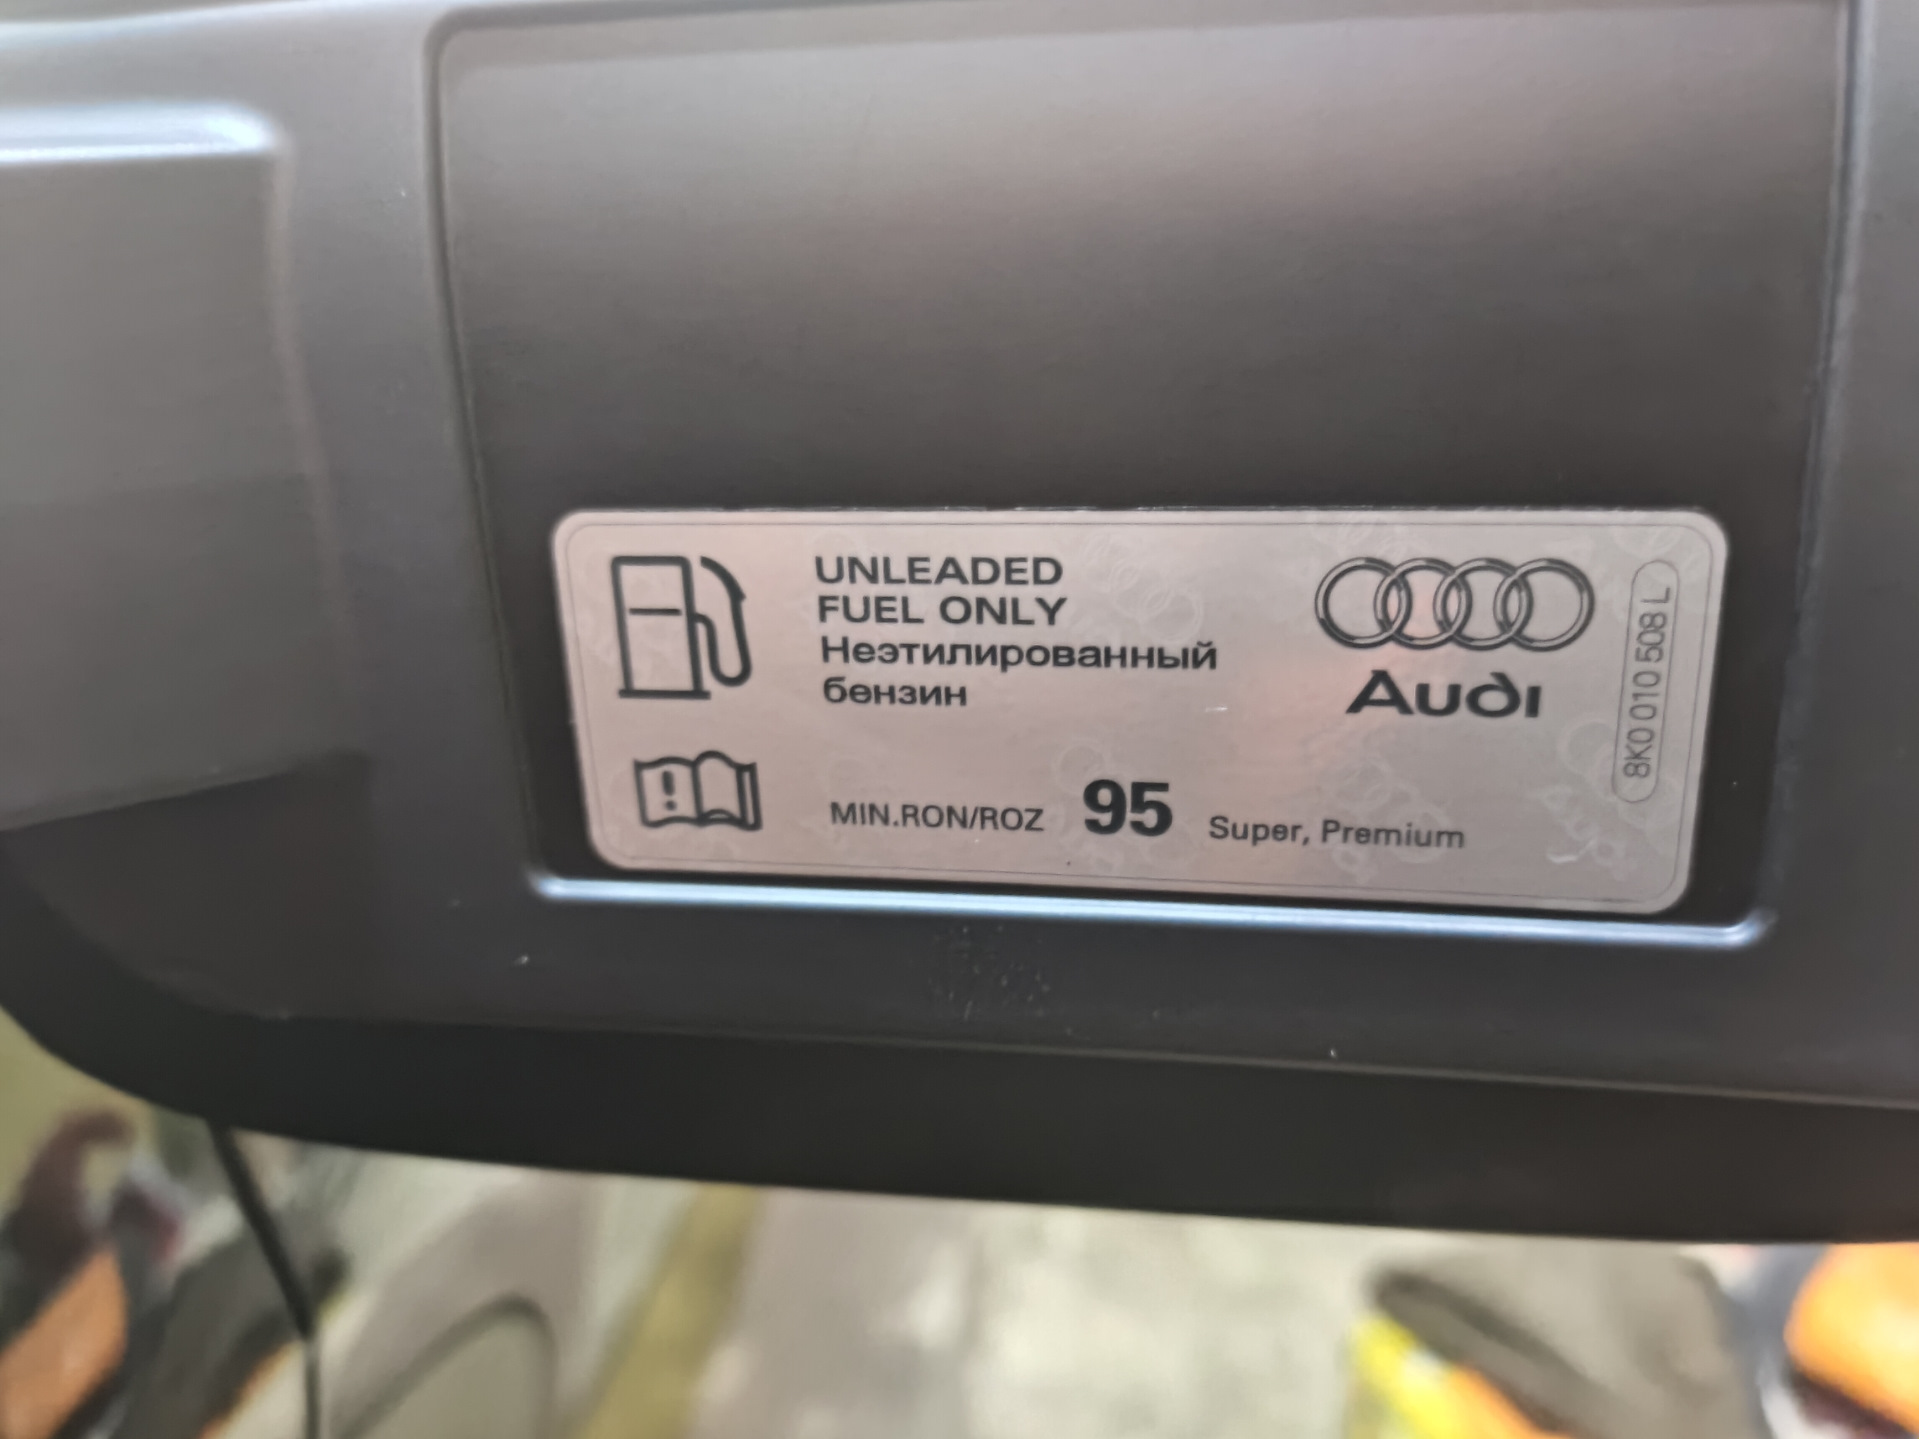 UNLEADED
FUEL ONLY
Неэтилированный
бензин
MIN.RON/ROZ 95 Super, Premium
Audi
8K0 010 508 L